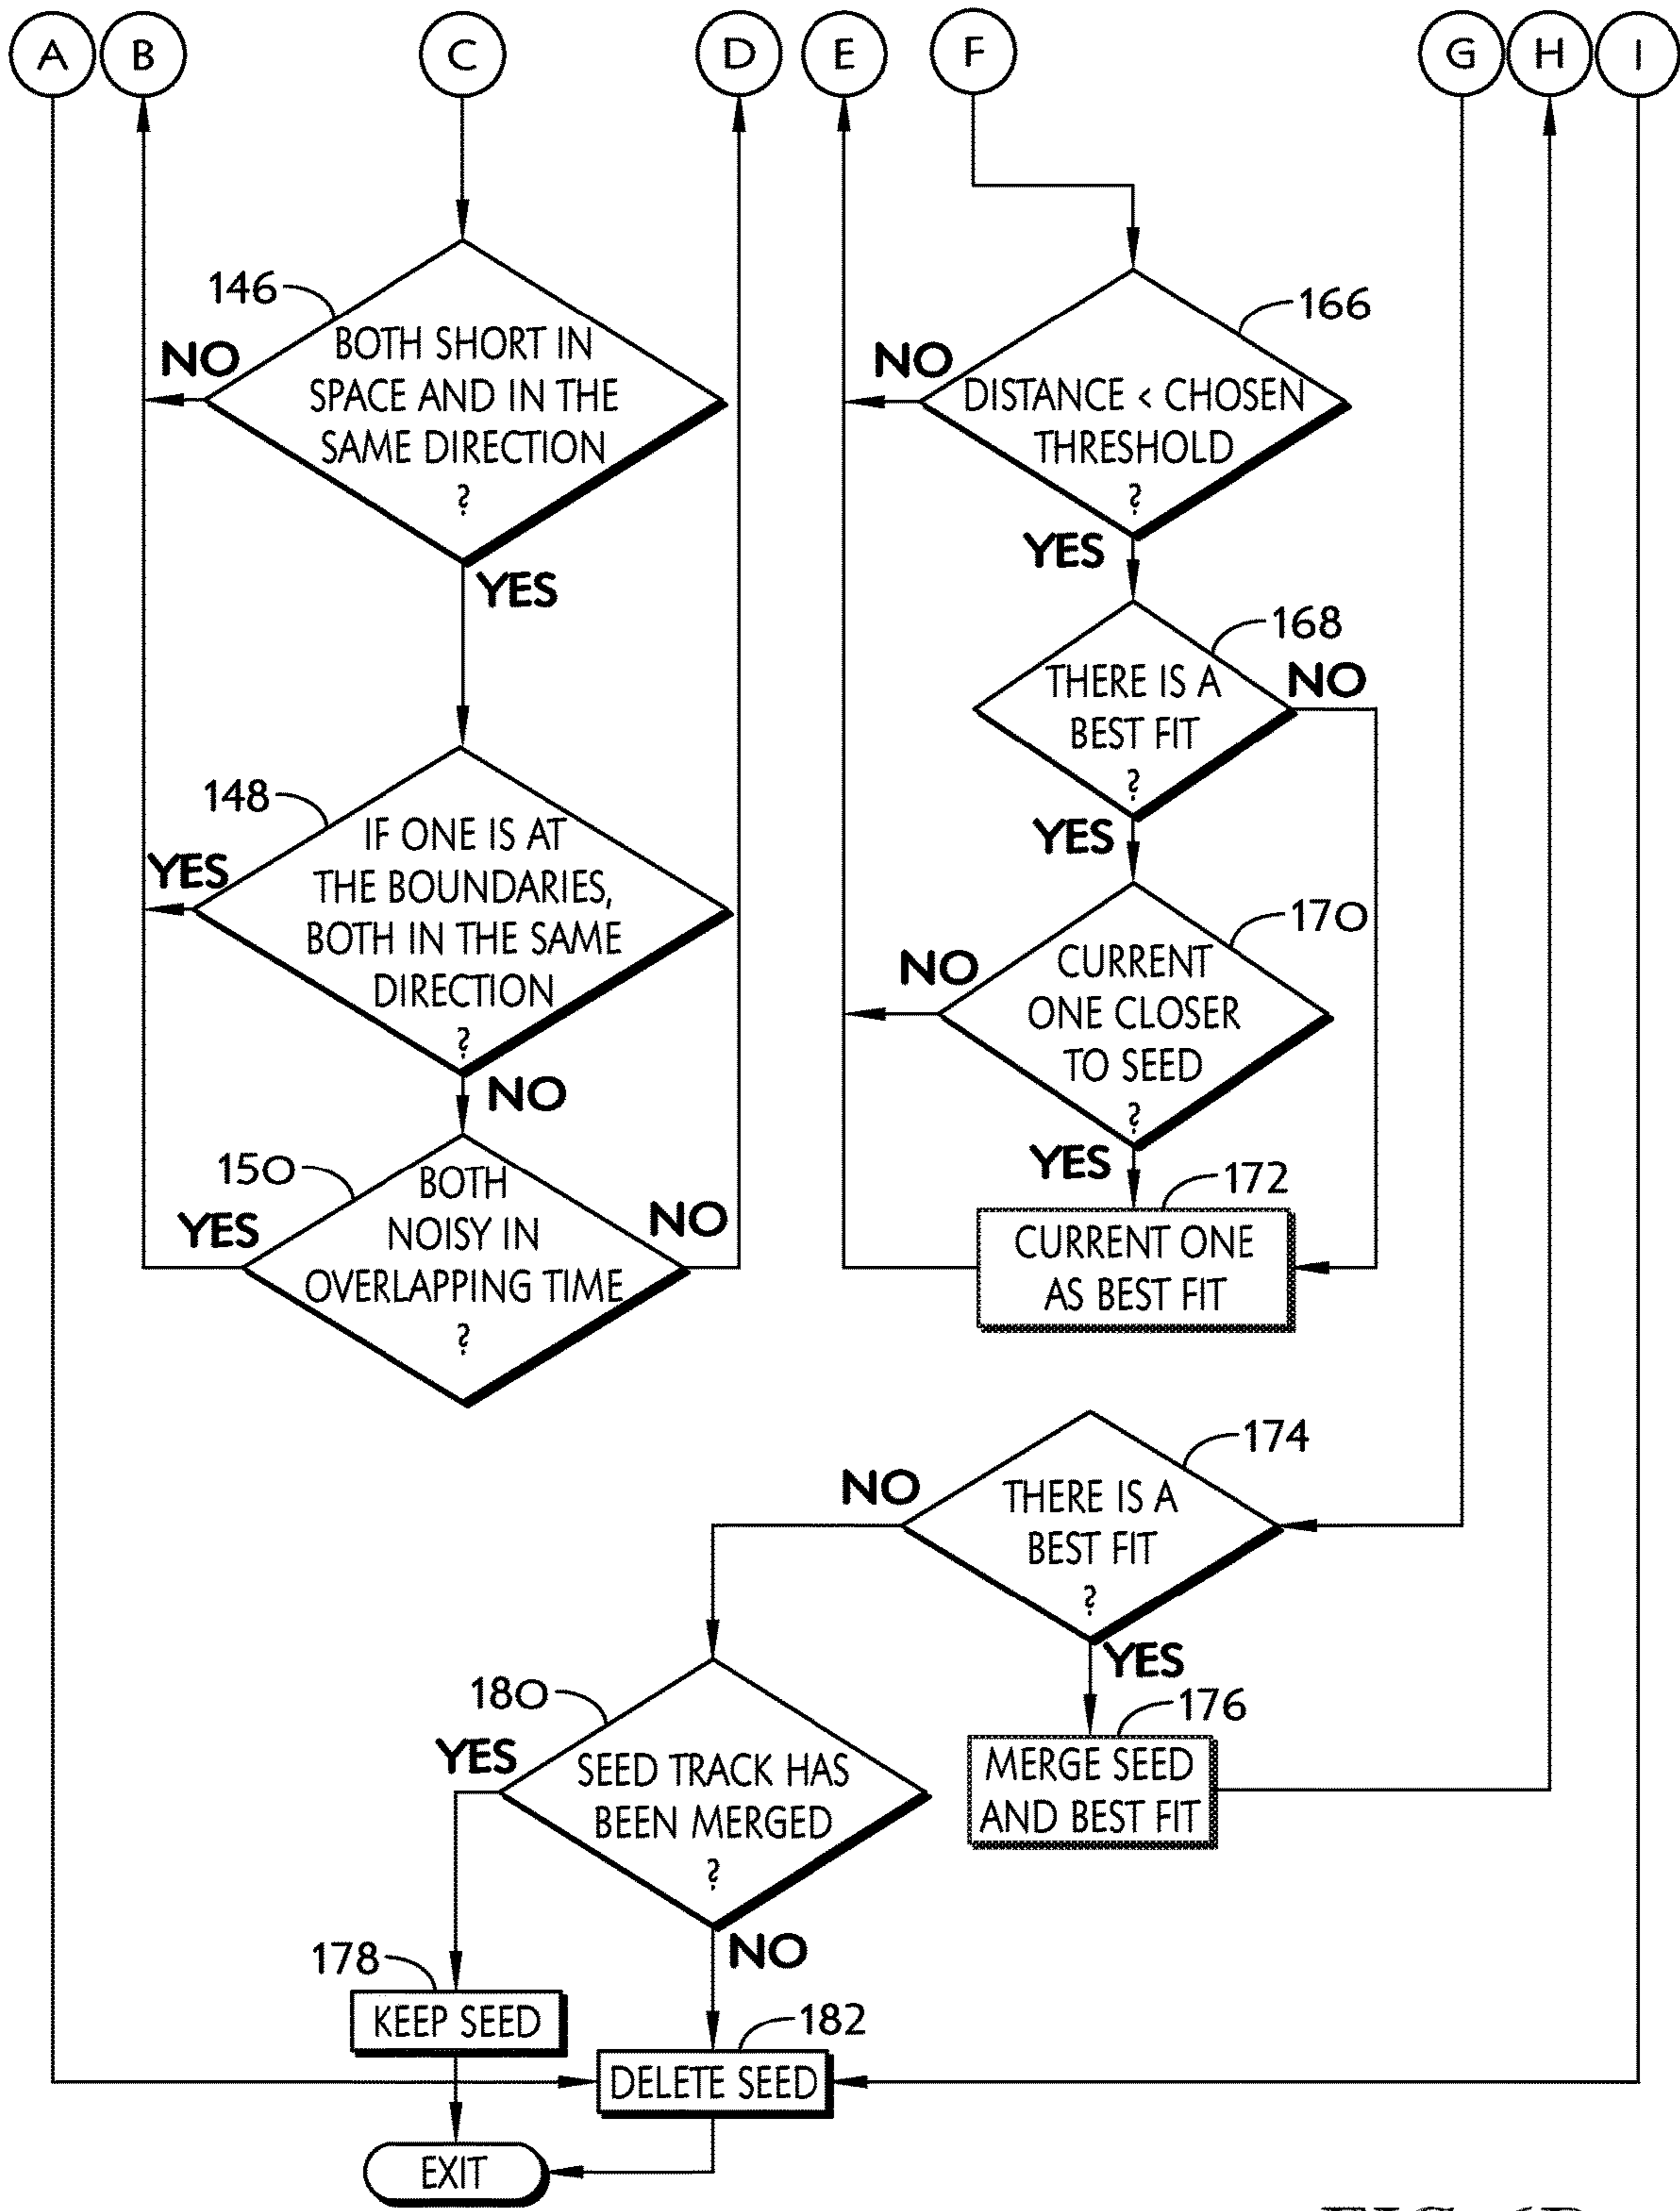 A B C D E F G H I
146
BOTH SHORT IN
SPACE AND IN THE
SAME DIRECTION
?
NO
YES
148
IF ONE IS AT
THE BOUNDARIES,
BOTH IN THE SAME
DIRECTION
?
YES
NO
150
BOTH
NOISY IN
OVERLAPPING TIME
?
YES
NO
166
DISTANCE < CHOSEN
THRESHOLD
?
NO
YES
168
THERE IS A
BEST FIT
?
NO
YES
170
CURRENT
ONE CLOSER
TO SEED
?
NO
YES
172
CURRENT ONE
AS BEST FIT
174
THERE IS A
BEST FIT
?
NO
YES
176
MERGE SEED
AND BEST FIT
180
SEED TRACK HAS
BEEN MERGED
?
YES
NO
178
KEEP SEED
182
DELETE SEED
EXIT